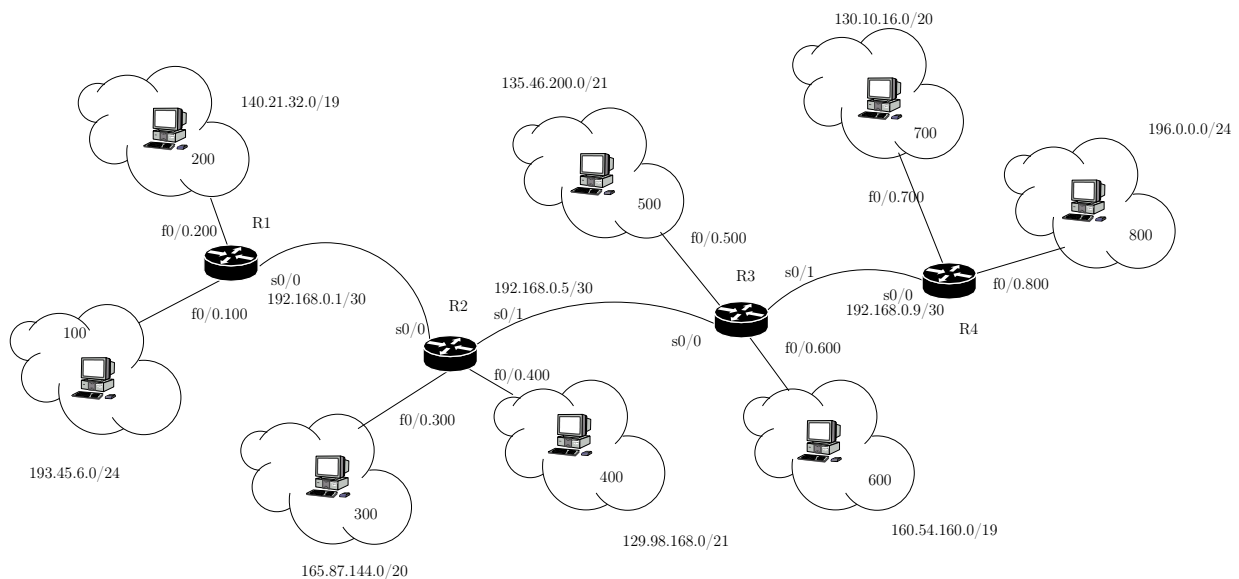 130.10.16.0/20
135.46.200.0/21
140.21.32.0/19
700
196.0.0.0/24
200
500
f0/0.700
800
f0/0.200
R1
f0/0.500
s0/0
192.168.0.1/30
R3
s0/1
f0/0.800
f0/0.100
R2
192.168.0.5/30
s0/1
s0/0
192.168.0.9/30
R4
100
s0/0
s0/0
f0/0.600
f0/0.400
f0/0.300
193.45.6.0/24
400
600
300
160.54.160.0/19
129.98.168.0/21
165.87.144.0/20